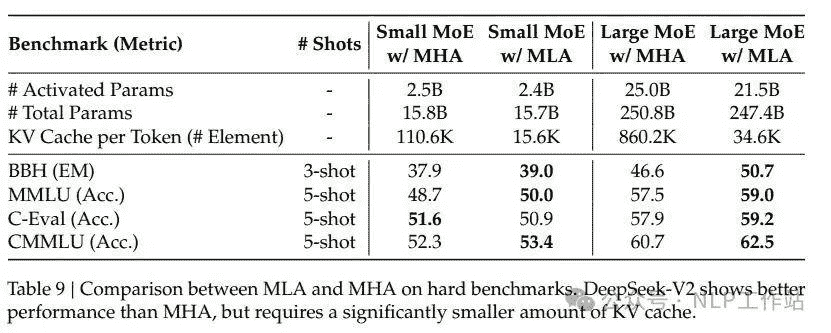 Benchmark (Metric) # Shots Small MoE w/ MHA Small MoE w/ MLA Large MoE w/ MHA Large MoE w/ MLA
# Activated Params - 2.5B 2.4B 25.0B 21.5B
# Total Params - 15.8B 15.7B 250.8B 247.4B
KV Cache per Token (# Element) - 110.6K 15.6K 860.2K 34.6K
BBH (EM) 3-shot 37.9 39.0 46.6 50.7
MMLU (Acc.) 5-shot 48.7 50.0 57.5 59.0
C-Eval (Acc.) 5-shot 51.6 50.9 57.9 59.2
CMMLU (Acc.) 5-shot 52.3 53.4 60.7 62.5
Table 9 | Comparison between MLA and MHA on hard benchmarks. DeepSeek-V2 shows better
performance than MHA, but requires a significantly smaller amount of KV cache.
公众号 · NLP工作站